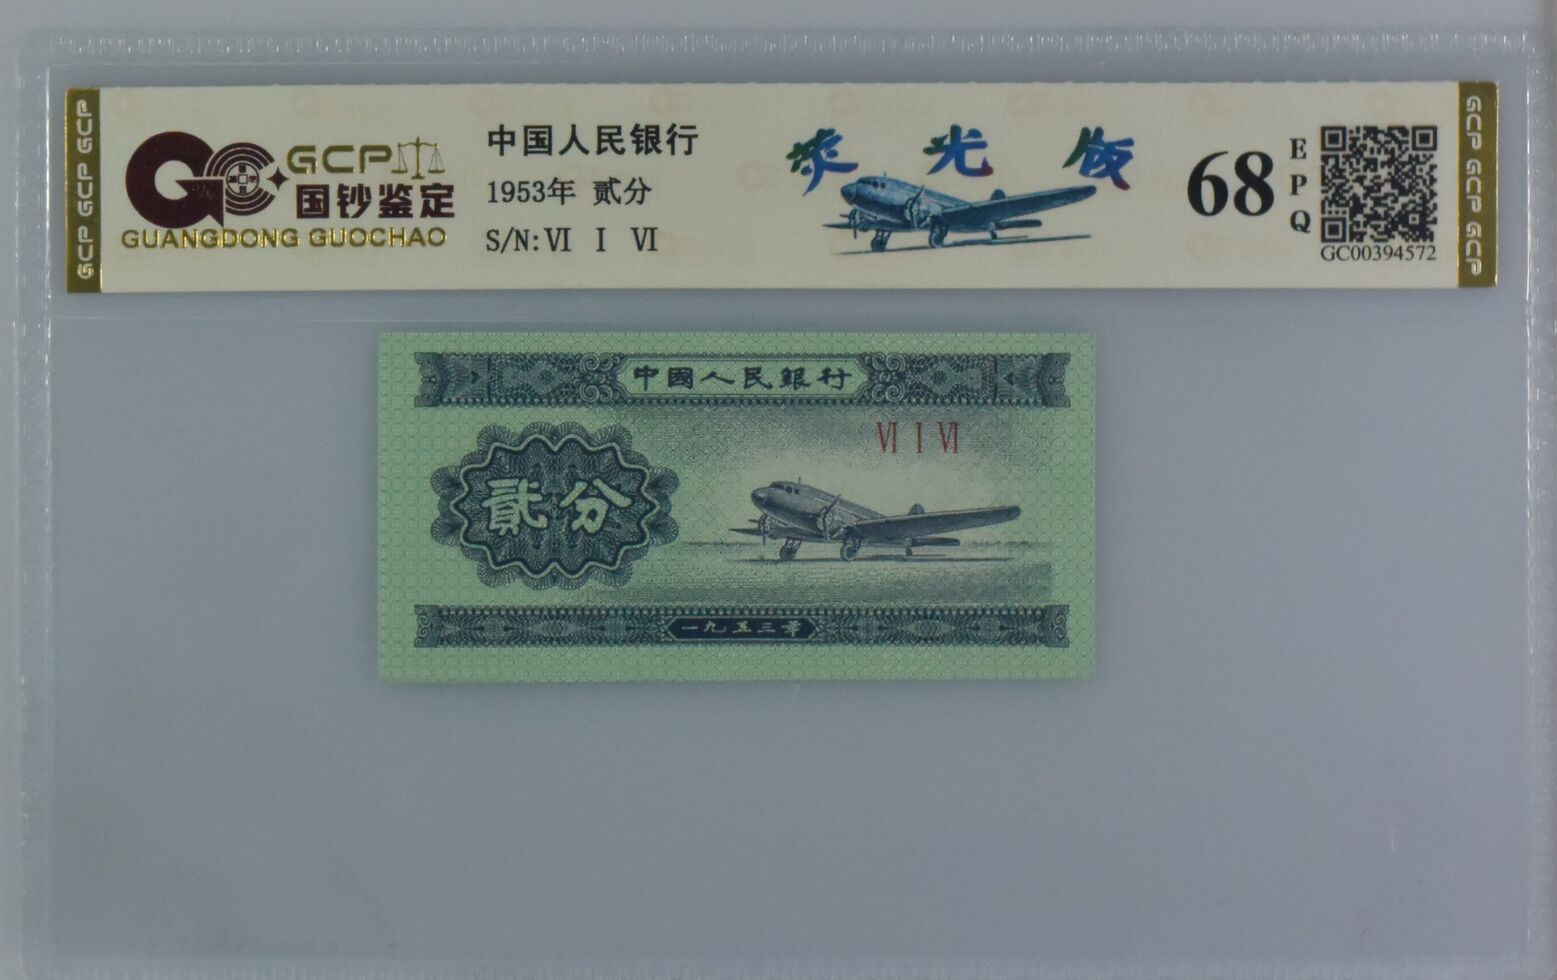 GCP GCP GCP
GCP
国钞鉴定
GUANGDONG GUOCHAO
中国人民银行
1953年 贰分
S/N: VI I VI
荧光版
68
EPQ
GC00394572
GCP GCP GCP
中國人民銀行
VI I VI
貳分
一九五三年